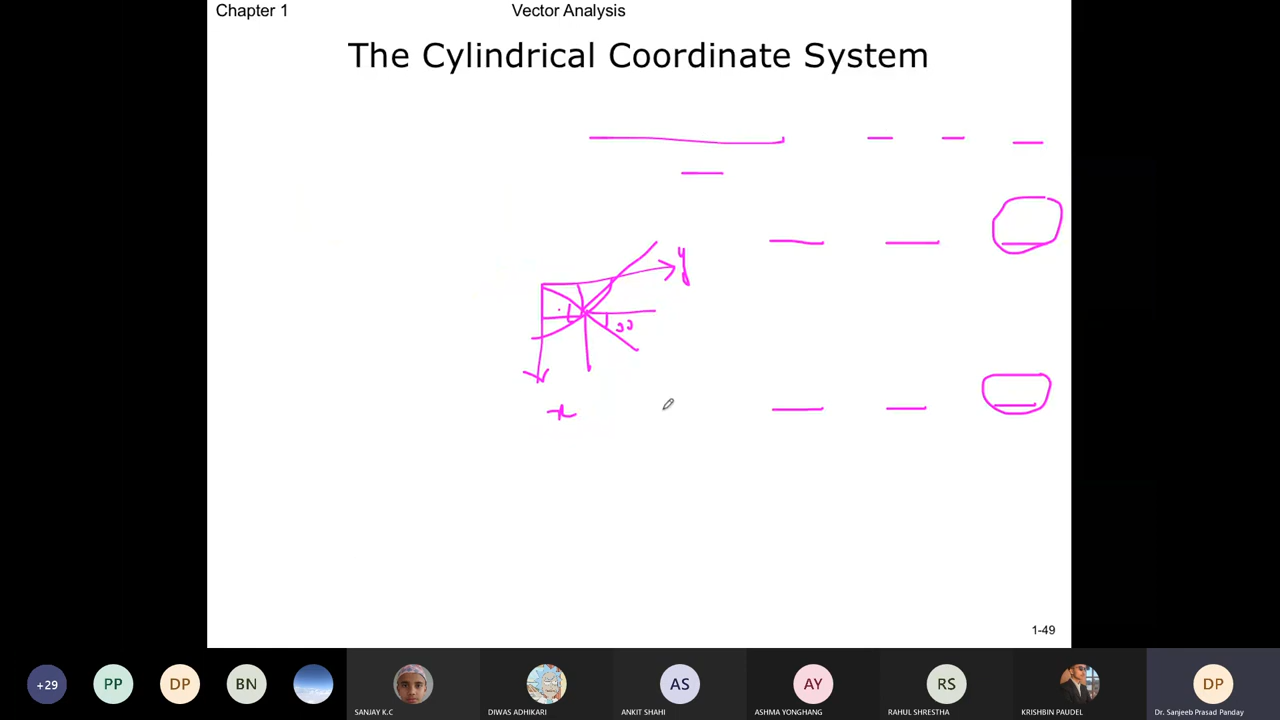 Chapter 1 Vector Analysis
The Cylindrical Coordinate System
y
x
1-49
+29 PP DP BN AS AY RS DP
SANJAY K.C DIWAS ADHIKARI ANKIT SHAHI ASHMA YONGHANG RAHUL SHRESTHA KRISHBIN PAUDEL Dr. Sanjeeb Prasad Panday